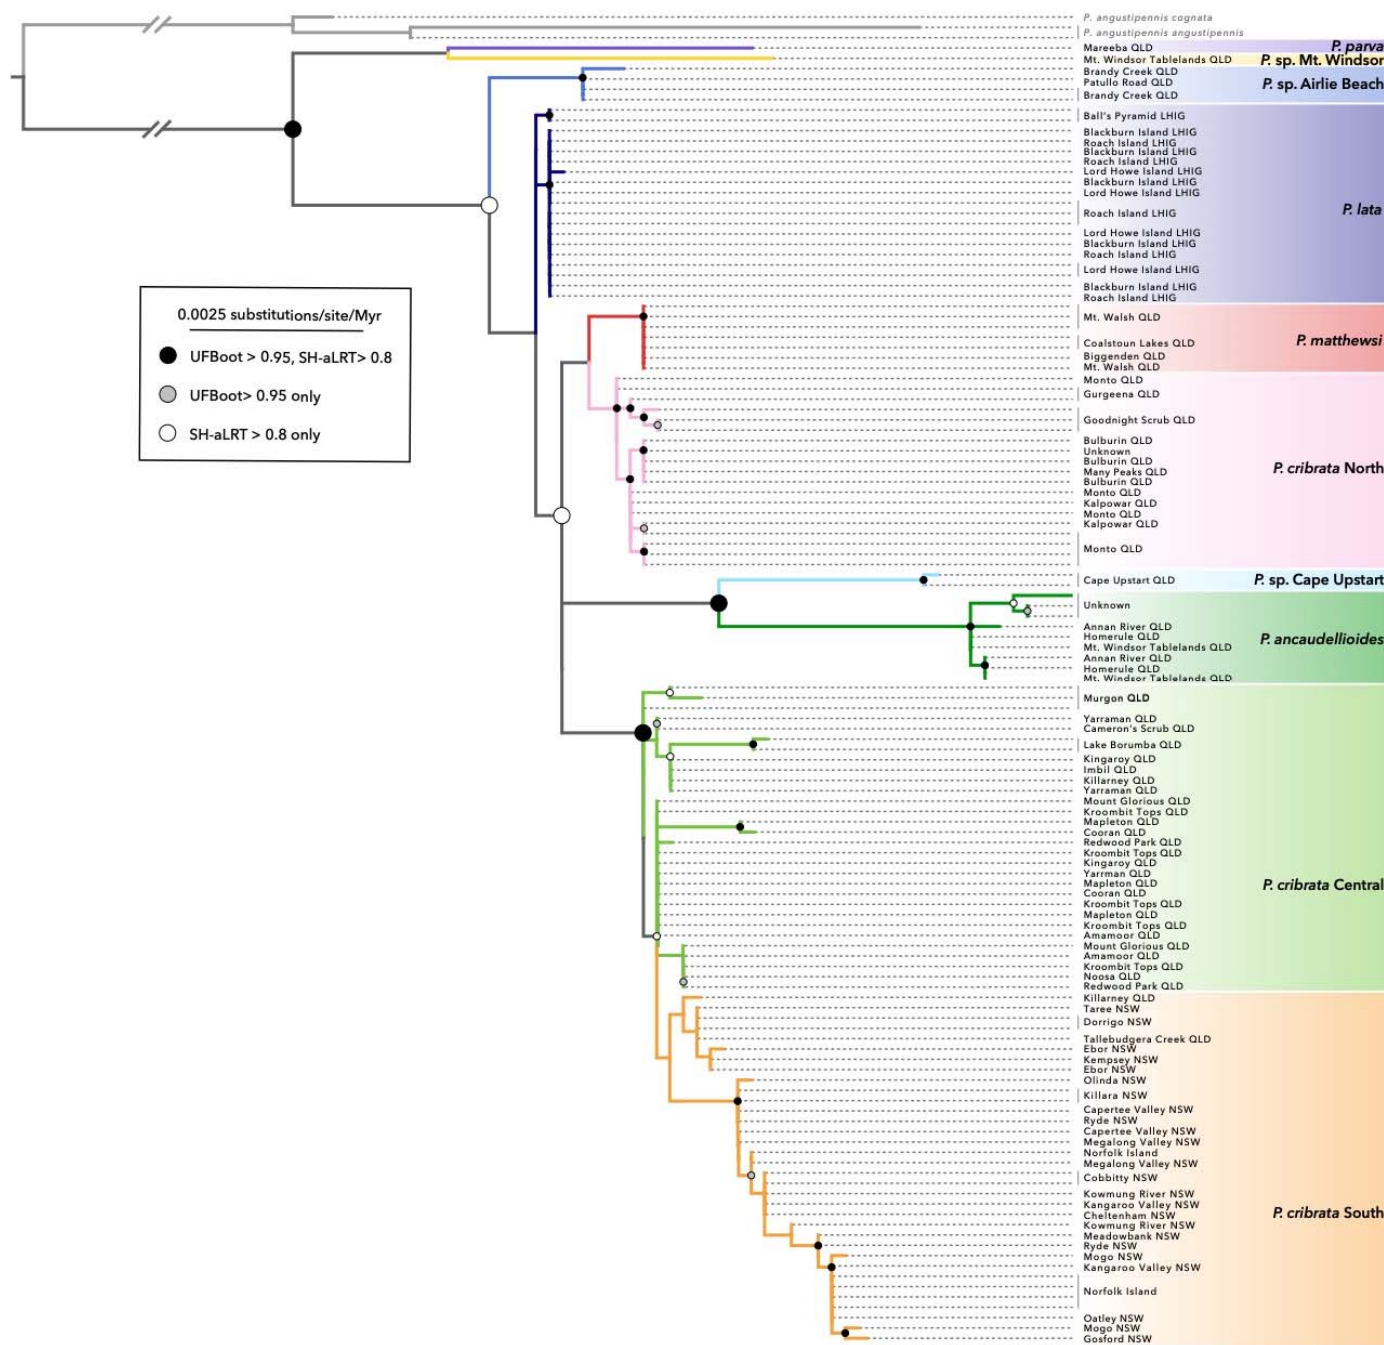 P. angustipennis cognata
P. angustipennis angustipennis
Mareeba QLD
P. parva
Mt. Windsor Tablelands QLD
P. sp. Mt. Windsor
Brandy Creek QLD
Patullo Road QLD
P. sp. Airlie Beach
Brandy Creek QLD
Ball's Pyramid LHIG
Blackburn Island LHIG
Roach Island LHIG
Blackburn Island LHIG
Roach Island LHIG
Lord Howe Island LHIG
Blackburn Island LHIG
Lord Howe Island LHIG
Roach Island LHIG
P. lata
Lord Howe Island LHIG
Blackburn Island LHIG
Roach Island LHIG
Lord Howe Island LHIG
Blackburn Island LHIG
Roach Island LHIG
0.0025 substitutions/site/Myr
UFBoot > 0.95, SH-aLRT> 0.8
UFBoot> 0.95 only
SH-aLRT > 0.8 only
Mt. Walsh QLD
Coalstoun Lakes QLD
P. matthewsi
Biggenden QLD
Mt. Walsh QLD
Monto QLD
Gurgeena QLD
Goodnight Scrub QLD
Bulburin QLD
Unknown
Bulburin QLD
Many Peaks QLD
P. cribrata North
Bulburin QLD
Monto QLD
Kalpowar QLD
Monto QLD
Kalpowar QLD
Monto QLD
Cape Upstart QLD
P. sp. Cape Upstart
Unknown
Annan River QLD
Homerule QLD
P. ancaudellioides
Mt. Windsor Tablelands QLD
Annan River QLD
Homerule QLD
Mt. Windsor Tablelands QLD
Murgon QLD
Yarraman QLD
Cameron's Scrub QLD
Lake Borumba QLD
Kingaroy QLD
Imbil QLD
Killarney QLD
Yarraman QLD
Mount Glorious QLD
Kroombit Tops QLD
Mapleton QLD
Cooran QLD
Redwood Park QLD
Kroombit Tops QLD
Kingaroy QLD
Yarrman QLD
Mapleton QLD
P. cribrata Central
Cooran QLD
Kroombit Tops QLD
Mapleton QLD
Kroombit Tops QLD
Amamoor QLD
Mount Glorious QLD
Amamoor QLD
Kroombit Tops QLD
Noosa QLD
Redwood Park QLD
Killarney QLD
Taree NSW
Dorrigo NSW
Tallebudgera Creek QLD
Ebor NSW
Kempsey NSW
Ebor NSW
Olinda NSW
Killara NSW
Capertee Valley NSW
Ryde NSW
Capertee Valley NSW
Megalong Valley NSW
Norfolk Island
Megalong Valley NSW
Cobbitty NSW
Kowmung River NSW
Kangaroo Valley NSW
Cheltenham NSW
P. cribrata South
Kowmung River NSW
Meadowbank NSW
Ryde NSW
Mogo NSW
Kangaroo Valley NSW
Norfolk Island
Oatley NSW
Mogo NSW
Gosford NSW